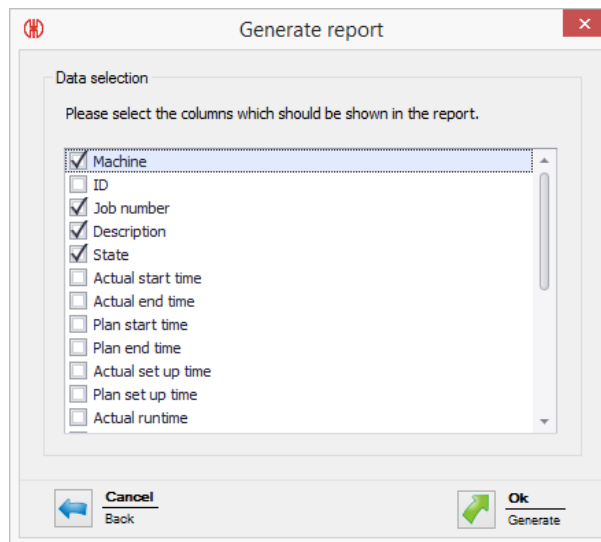 Generate report
Data selection
Please select the columns which should be shown in the report.
Machine
ID
Job number
Description
State
Actual start time
Actual end time
Plan start time
Plan end time
Actual set up time
Plan set up time
Actual runtime
Cancel
Back
Ok
Generate